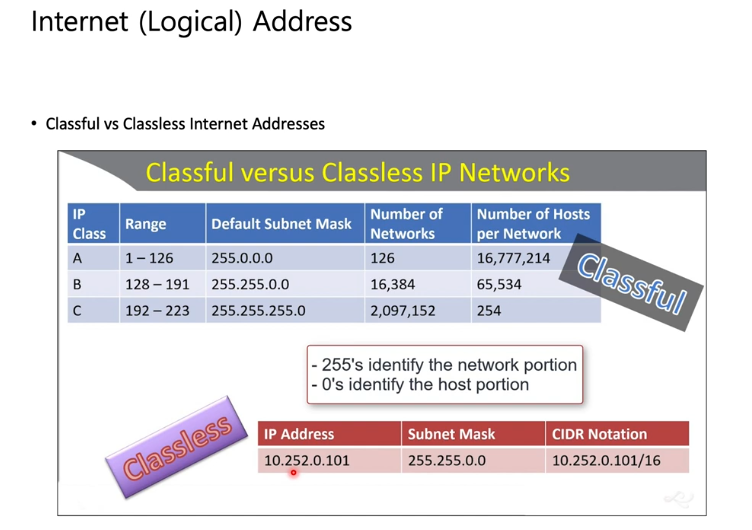 Internet (Logical) Address
• Classful vs Classless Internet Addresses
Classful versus Classless IP Networks
IP Class Range Default Subnet Mask Number of Networks Number of Hosts per Network
A 1 – 126 255.0.0.0 126 16,777,214
B 128 – 191 255.255.0.0 16,384 65,534
C 192 – 223 255.255.255.0 2,097,152 254
Classful
- 255's identify the network portion
- 0's identify the host portion
Classless
IP Address Subnet Mask CIDR Notation
10.252.0.101 255.255.0.0 10.252.0.101/16